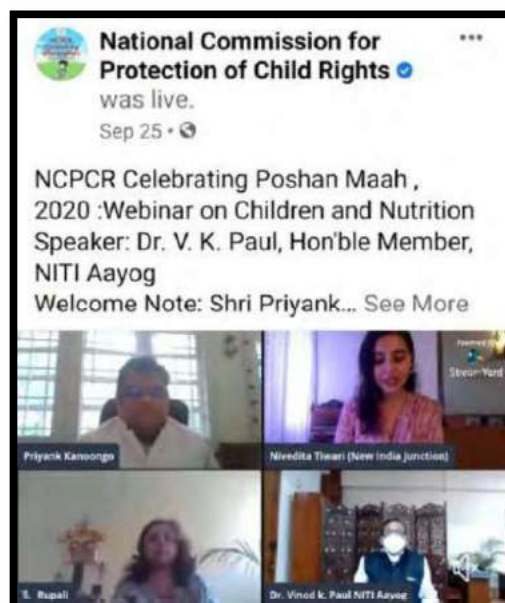 National Commission for
Protection of Child Rights
was live.
Sep 25 •
NCPCR Celebrating Poshan Maah ,
2020 :Webinar on Children and Nutrition
Speaker: Dr. V. K. Paul, Hon'ble Member,
NITI Aayog
Welcome Note: Shri Priyank... See More
StreamYard
Priyank Kanoongo
Nivedita Tiwari (New India Junction)
Rupali
Dr. Vinod k. Paul NITI Aayog